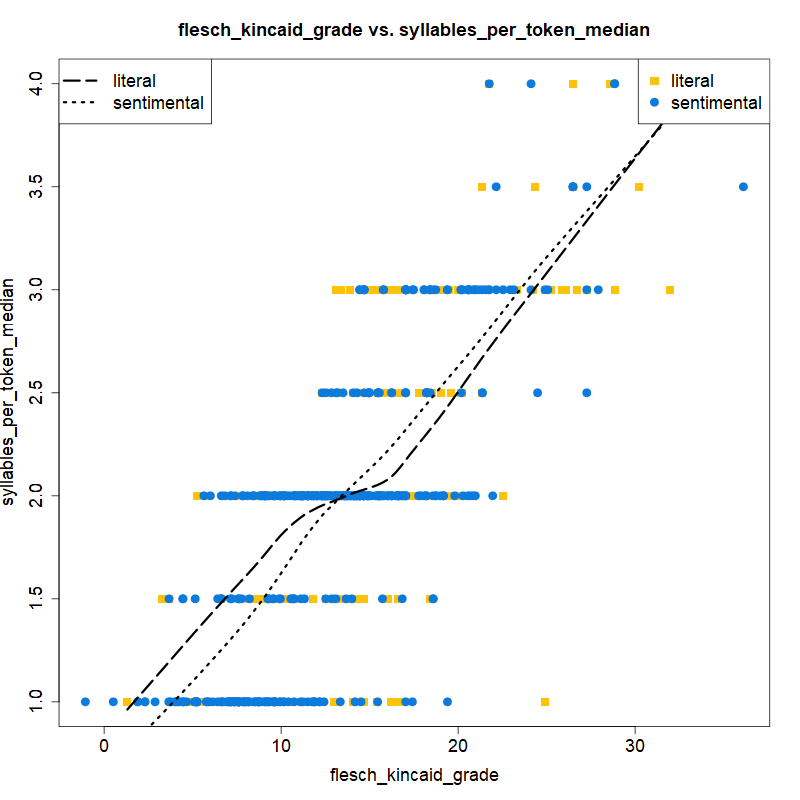 flesch_kincaid_grade vs. syllables_per_token_median
literal
sentimental
literal
sentimental
syllables_per_token_median
4.0
3.5
3.0
2.5
2.0
1.5
1.0
0 10 20 30
flesch_kincaid_grade